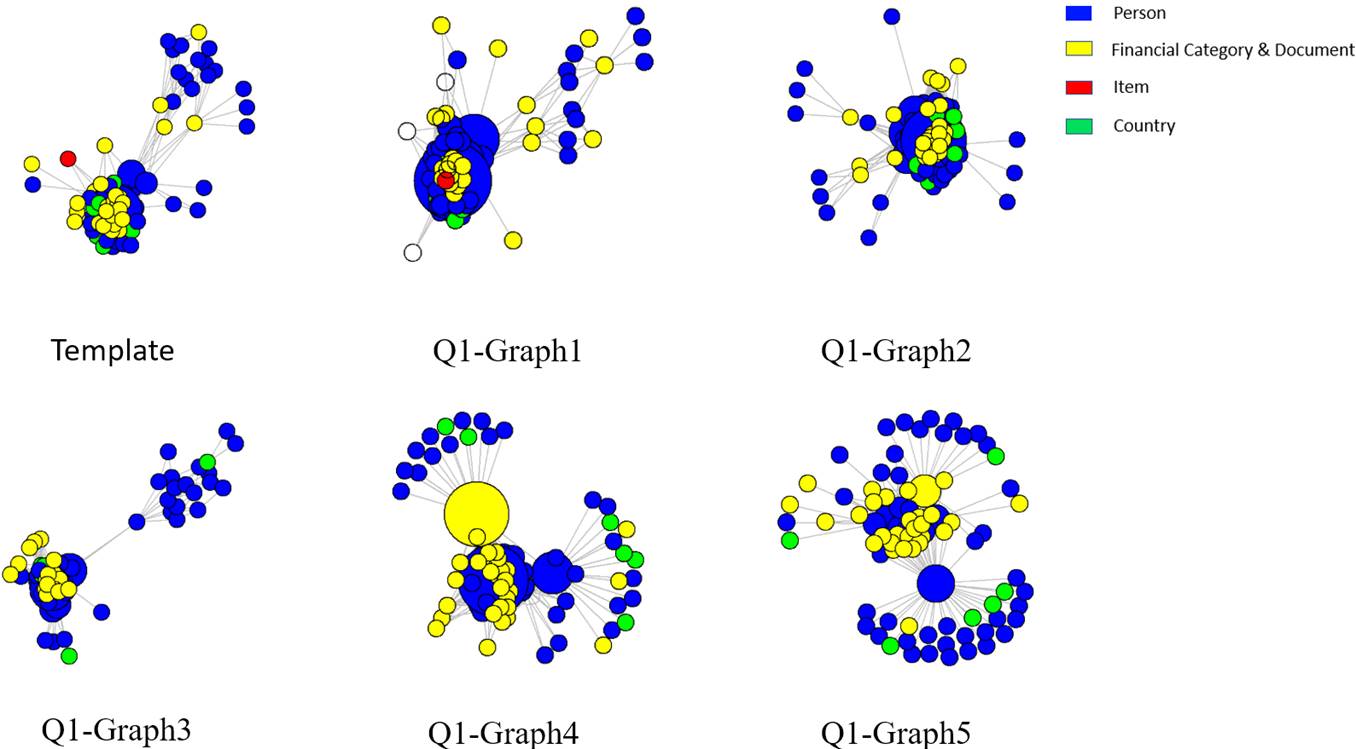 Person
Financial Category & Document
Item
Country
Template
Q1-Graph1
Q1-Graph2
Q1-Graph3
Q1-Graph4
Q1-Graph5